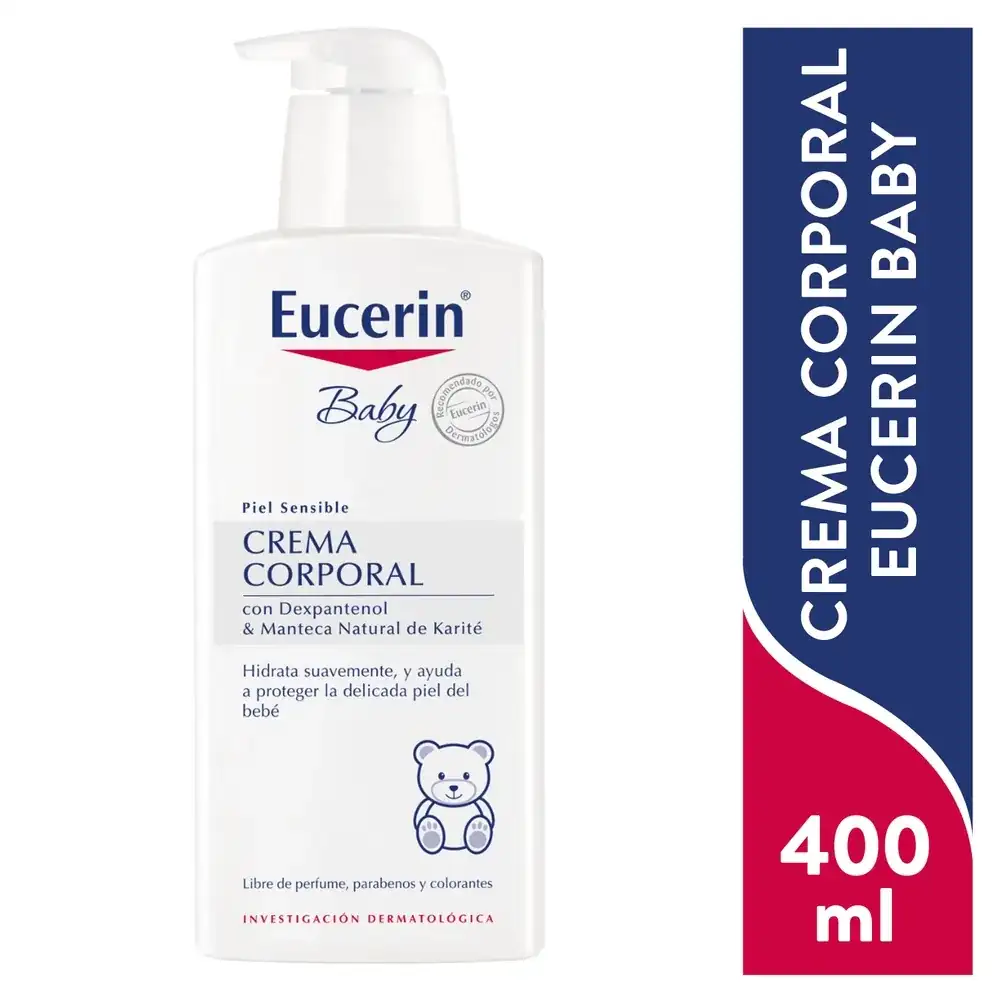 Eucerin®
Baby
Recomendado por
Eucerin
Dermatólogos
Piel Sensible
CREMA
CORPORAL
con Dexpantenol
& Manteca Natural de Karité
Hidrata suavemente, y ayuda
a proteger la delicada piel del
bebé
Libre de perfume, parabenos y colorantes
INVESTIGACIÓN DERMATOLÓGICA
CREMA CORPORAL
EUCERIN BABY
400
ml